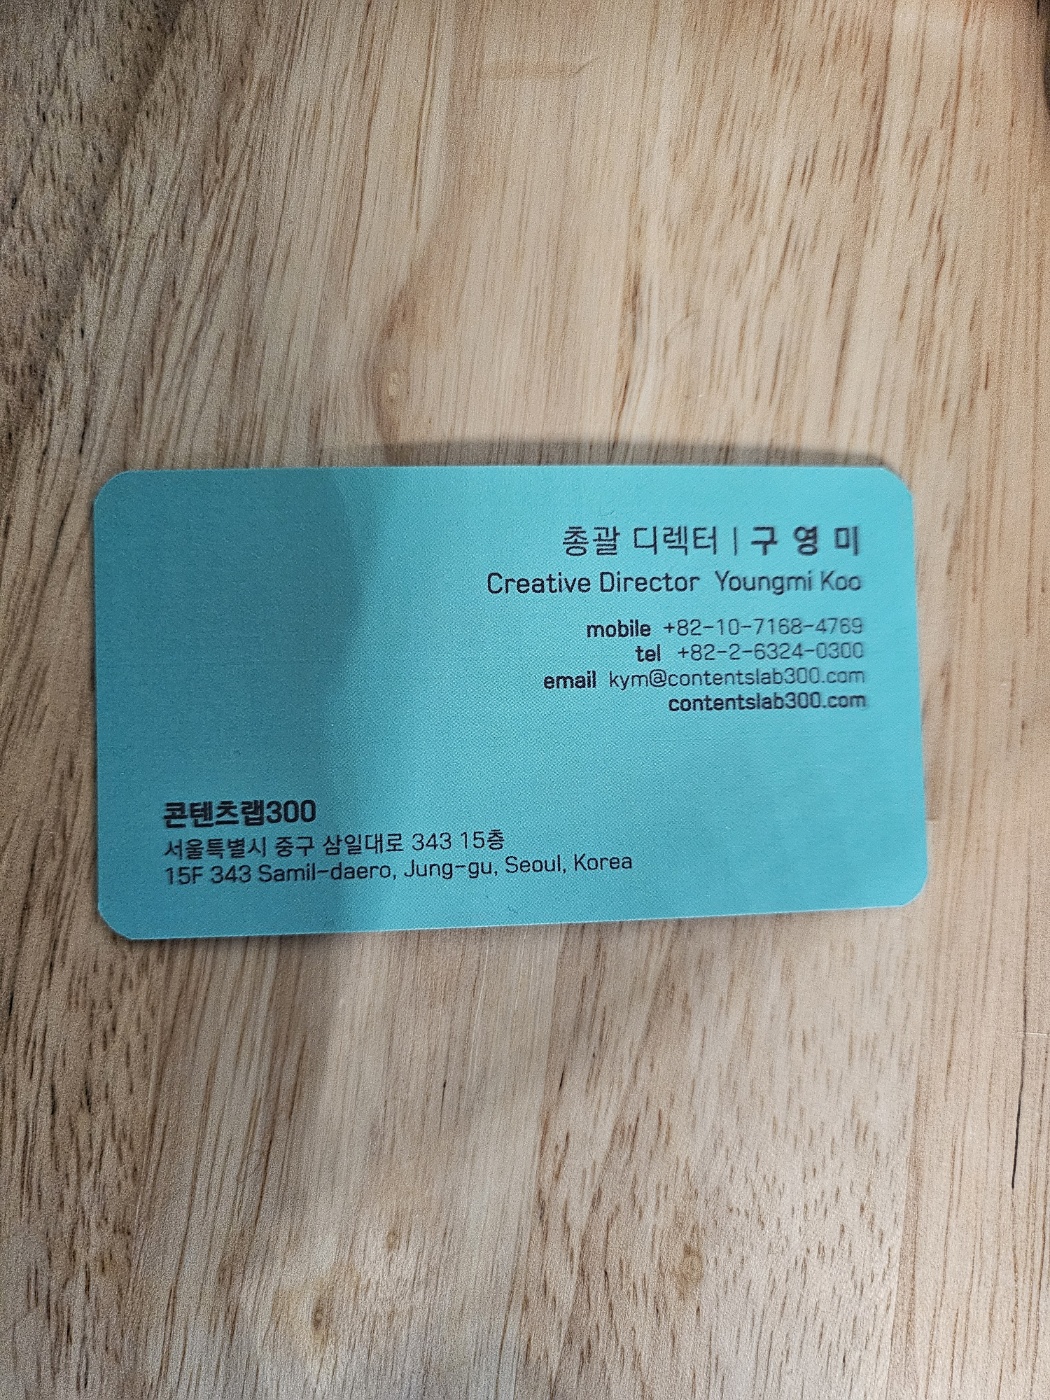 총괄 디렉터 | 구 영 미
Creative Director Youngmi Koo
mobile +82-10-7168-4769
tel +82-2-6324-0300
email kym@contentslab300.com
contentslab300.com
콘텐츠랩300
서울특별시 중구 삼일대로 343 15층
15F 343 Samil-daero, Jung-gu, Seoul, Korea